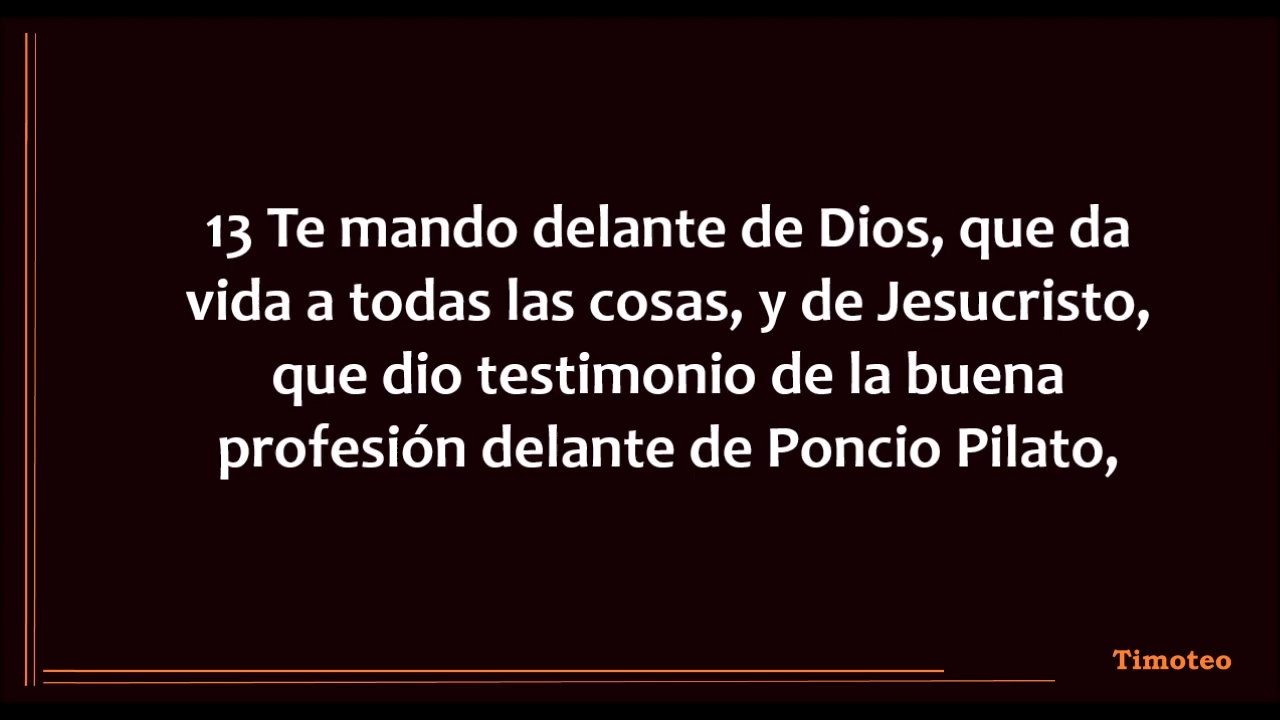 13 Te mando delante de Dios, que da
vida a todas las cosas, y de Jesucristo,
que dio testimonio de la buena
profesión delante de Poncio Pilato,
Timoteo